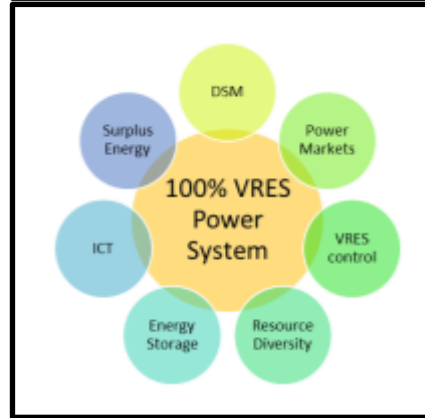 DSM
Power
Markets
VRES
control
Resource
Diversity
Energy
Storage
ICT
Surplus
Energy
100% VRES
Power
System